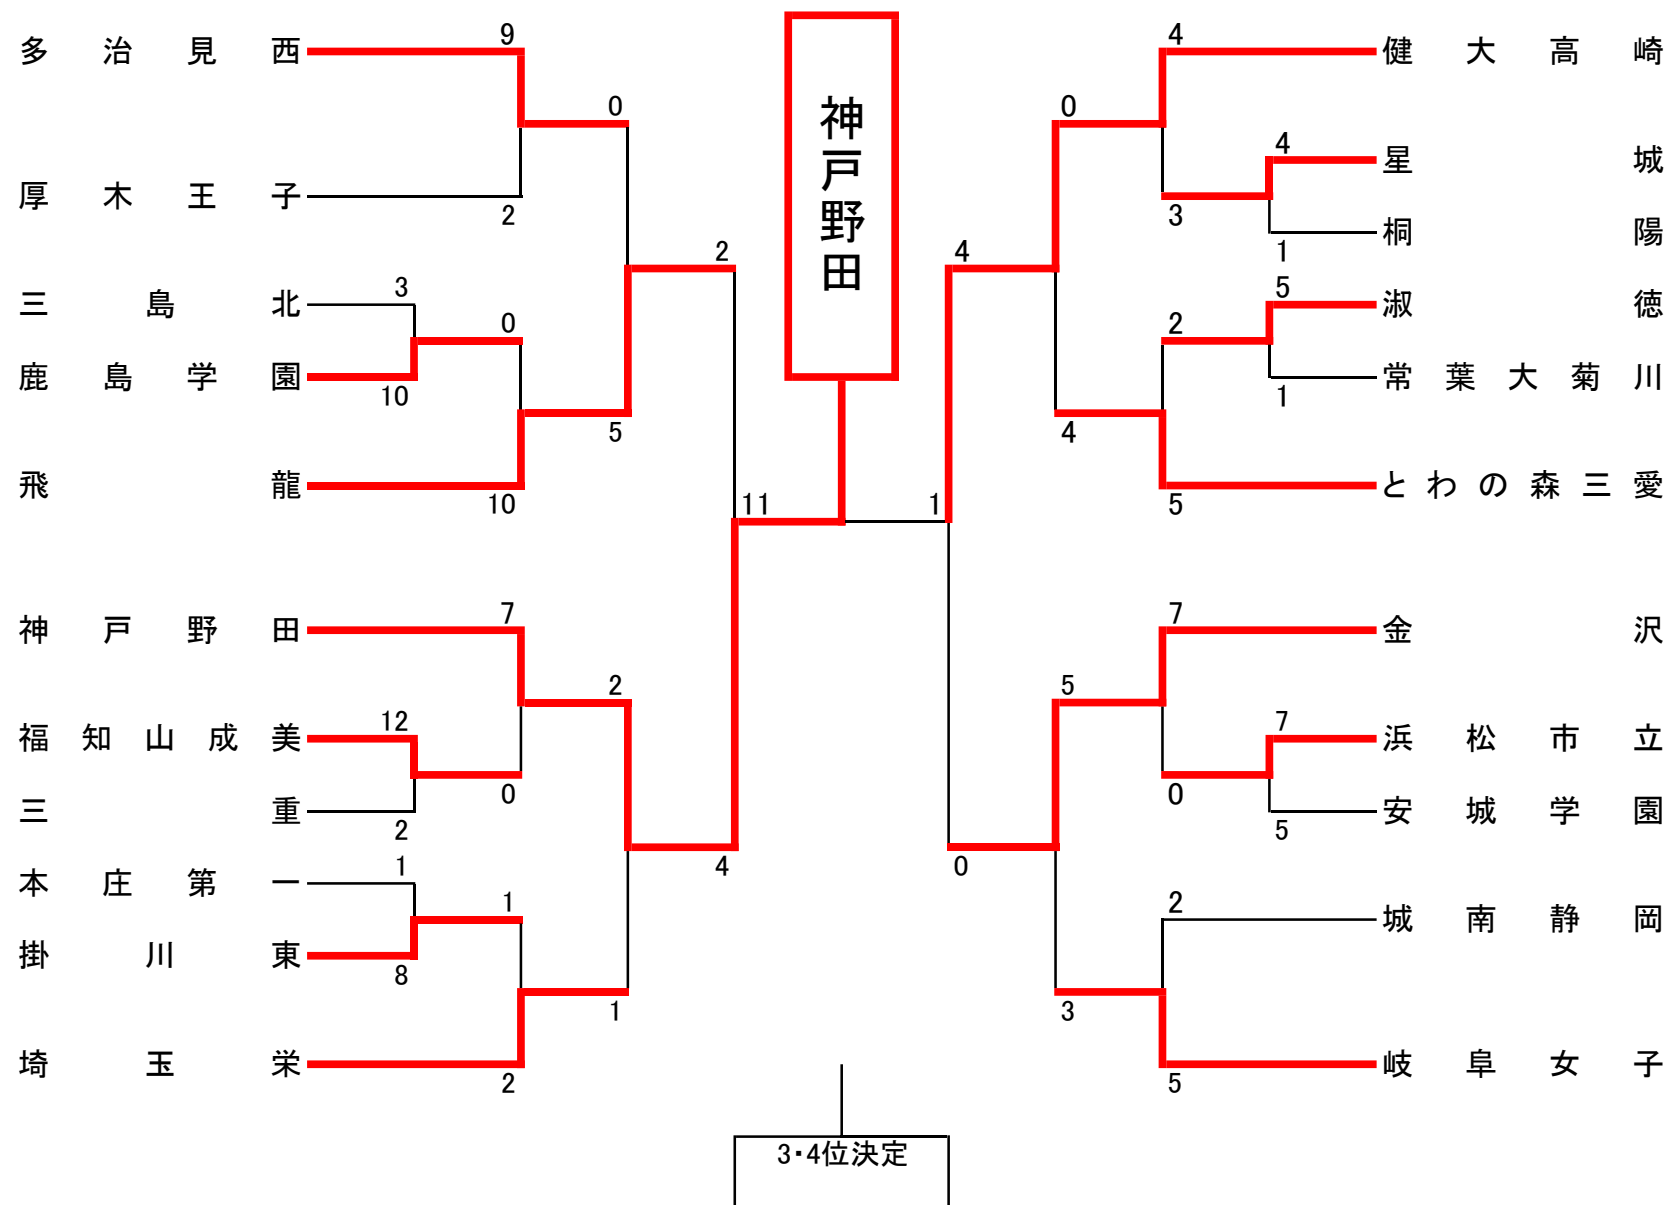 9
4
多治見西
健大高崎
0
0
神戸野田
4
星城
厚木王子
2
3
桐陽
1
2
4
3
5
三島北
淑徳
0
2
鹿島学園
常葉大菊川
10
1
5
4
飛龍
とわの森三愛
10
11
1
5
7
7
神戸野田
金沢
2
5
12
7
福知山成美
浜松市立
0
0
三重
安城学園
2
5
1
4
0
本庄第一
1
2
城南静岡
掛川東
8
1
3
埼玉栄
岐阜女子
2
5
3・4位決定